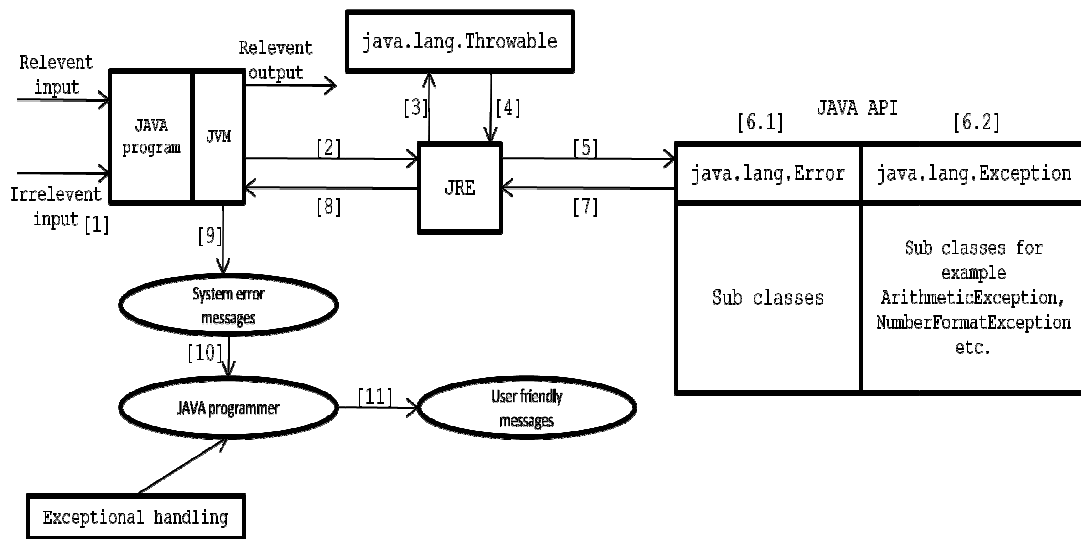 java.lang.Throwable
Relevent
input
Relevent
output
[3]
[4]
JAVA API
[6.1]
[6.2]
JAVA
program
JVM
[2]
[5]
JRE
java.lang.Error
java.lang.Exception
Irrelevent
input
[1]
[8]
[7]
[9]
Sub classes
Sub classes for
example
ArithmeticException,
NumberFormatException
etc.
System error
messages
[10]
JAVA programmer
[11]
User friendly
messages
Exceptional handling